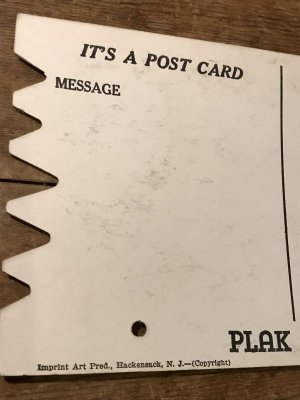 IT'S A POST CARD
MESSAGE
PLAK
Imprint Art Prod., Hackensack, N. J.—(Copyright)